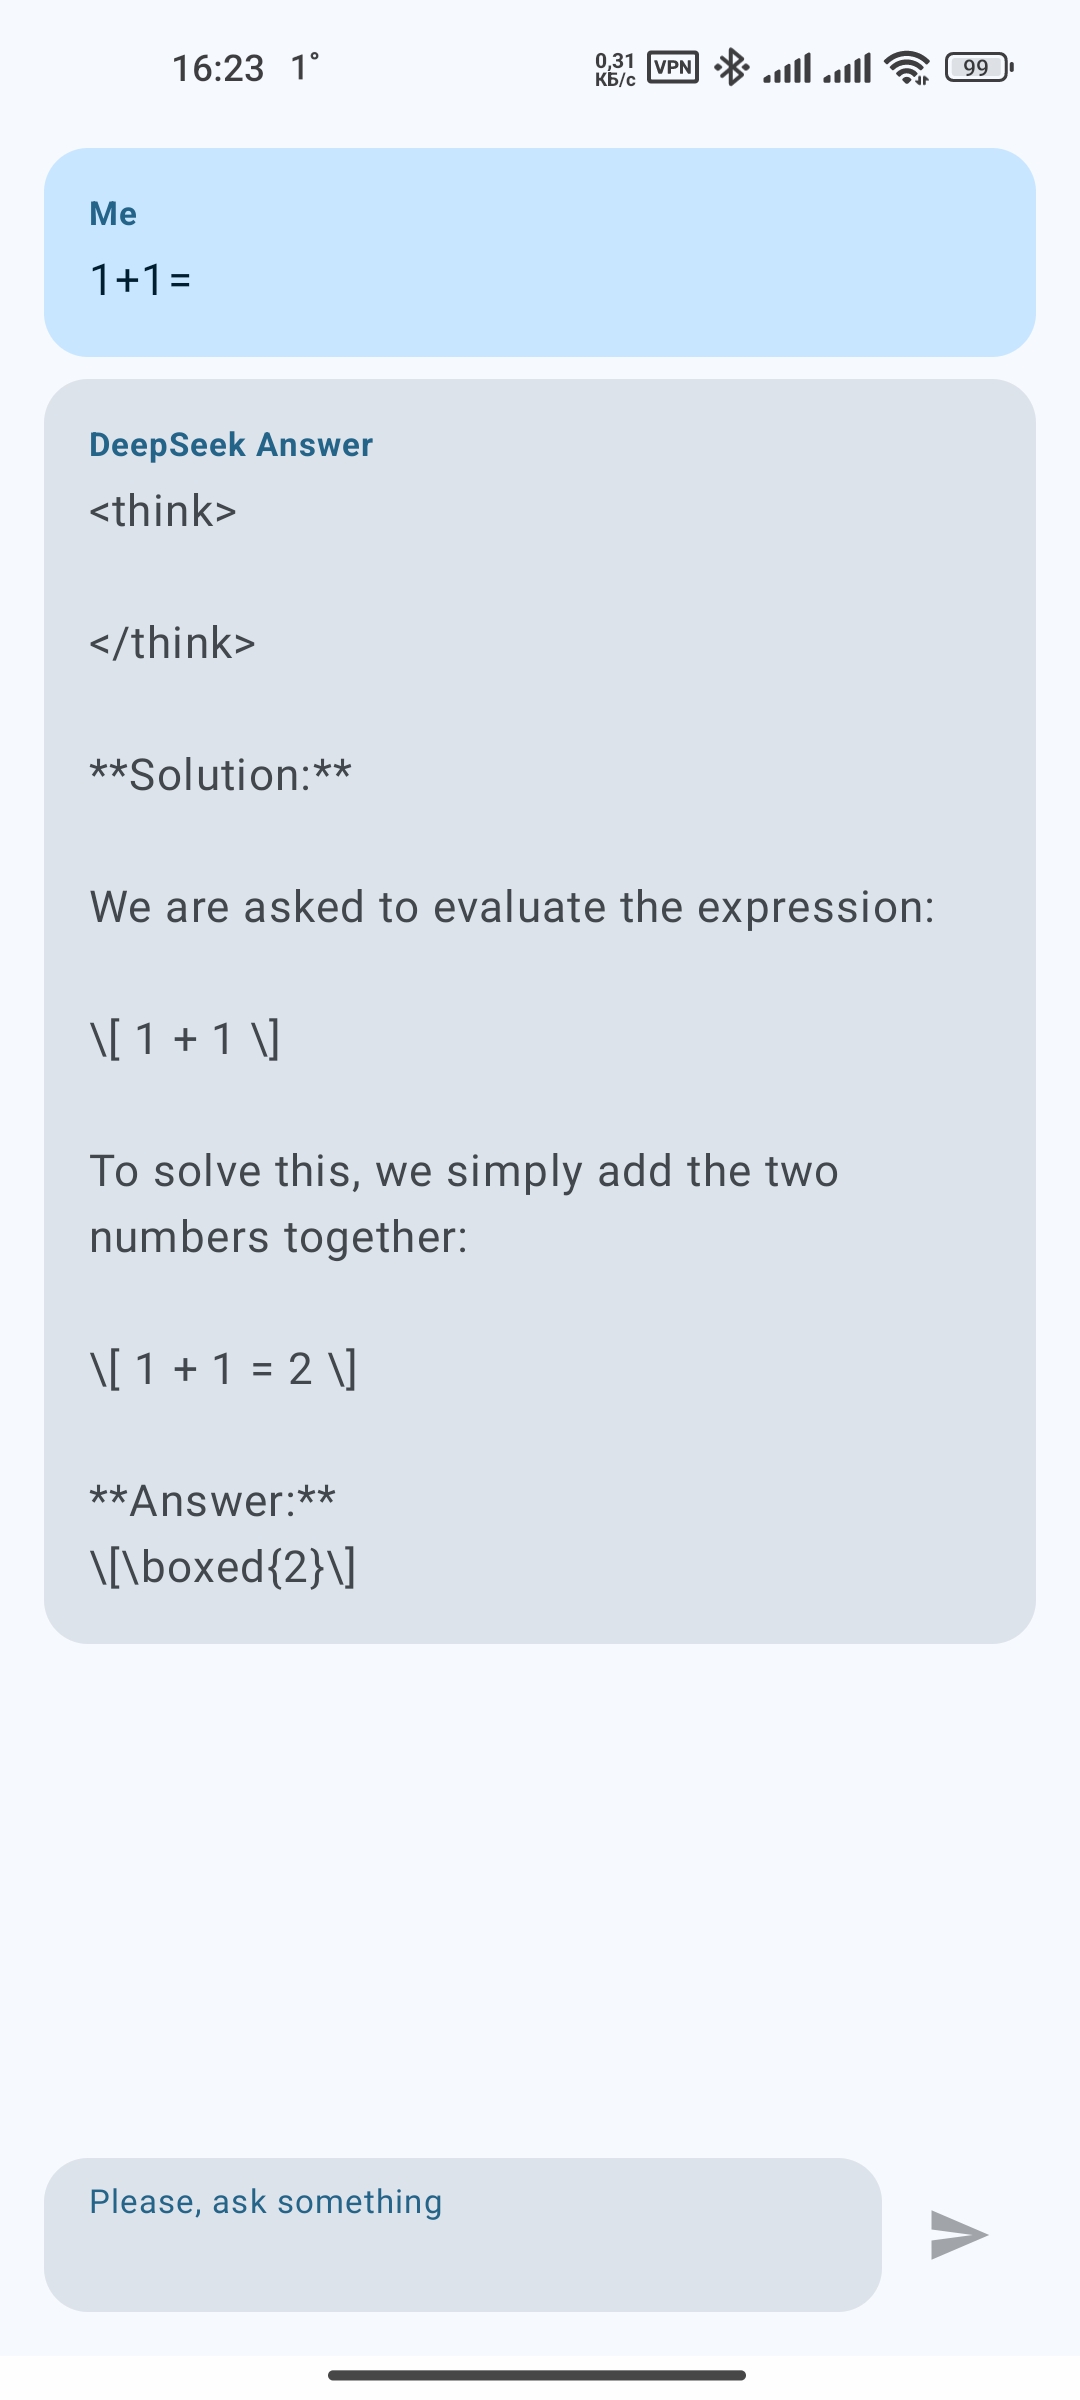 16:23 1°
0,31
КБ/с
VPN
99
Me
1+1=
DeepSeek Answer
<think>
</think>
**Solution:**
We are asked to evaluate the expression:
\[ 1 + 1 \]
To solve this, we simply add the two
numbers together:
\[ 1 + 1 = 2 \]
**Answer:**
\[\boxed{2}\]
Please, ask something